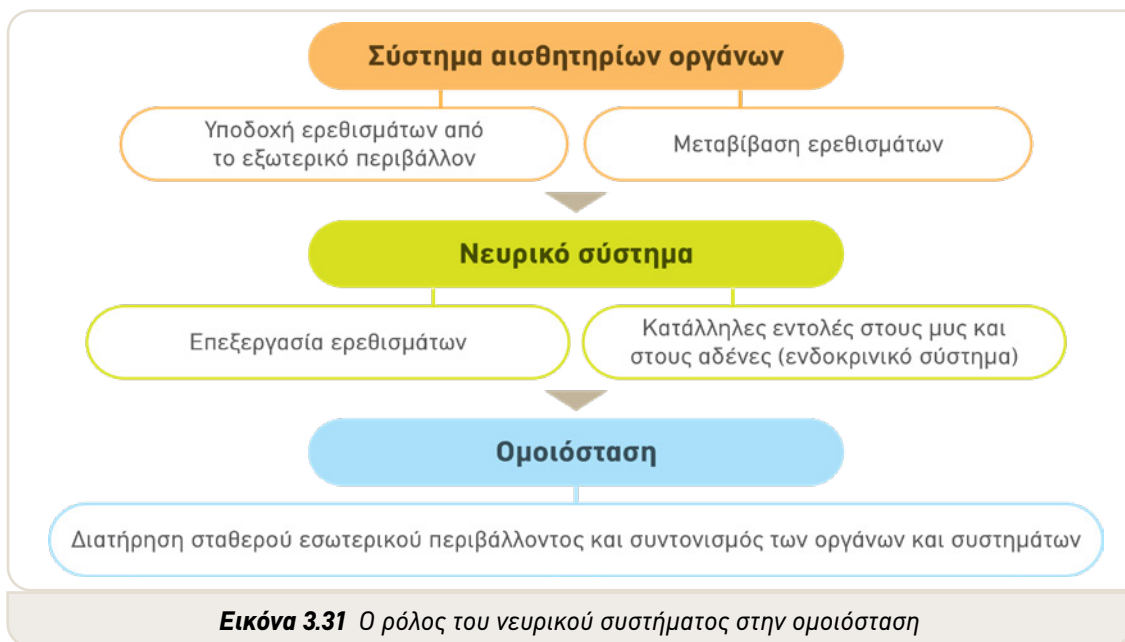 Σύστημα αισθητηρίων οργάνων
Υποδοχή ερεθισμάτων από
το εξωτερικό περιβάλλον
Μεταβίβαση ερεθισμάτων
Νευρικό σύστημα
Επεξεργασία ερεθισμάτων
Κατάλληλες εντολές στους μυς και
στους αδένες (ενδοκρινικό σύστημα)
Ομοιόσταση
Διατήρηση σταθερού εσωτερικού περιβάλλοντος και συντονισμός των οργάνων και συστημάτων
Εικόνα 3.31 Ο ρόλος του νευρικού συστήματος στην ομοιόσταση